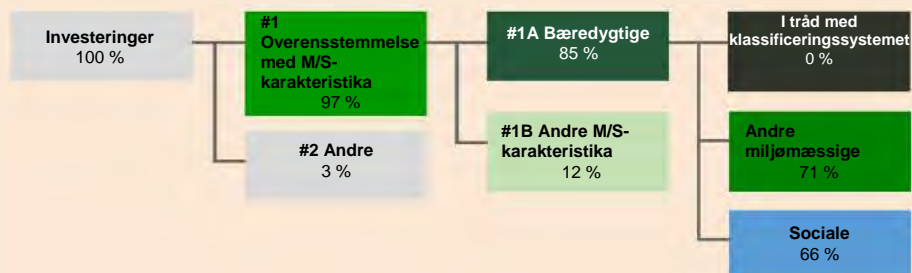 Investeringer
100 %
#1
Overensstemmelse
med M/S-
karakteristika
97 %
#2 Andre
3 %
#1A Bæredygtige
85 %
#1B Andre M/S-
karakteristika
12 %
I tråd med
klassificeringssystemet
0 %
Andre
miljømæssige
71 %
Sociale
66 %